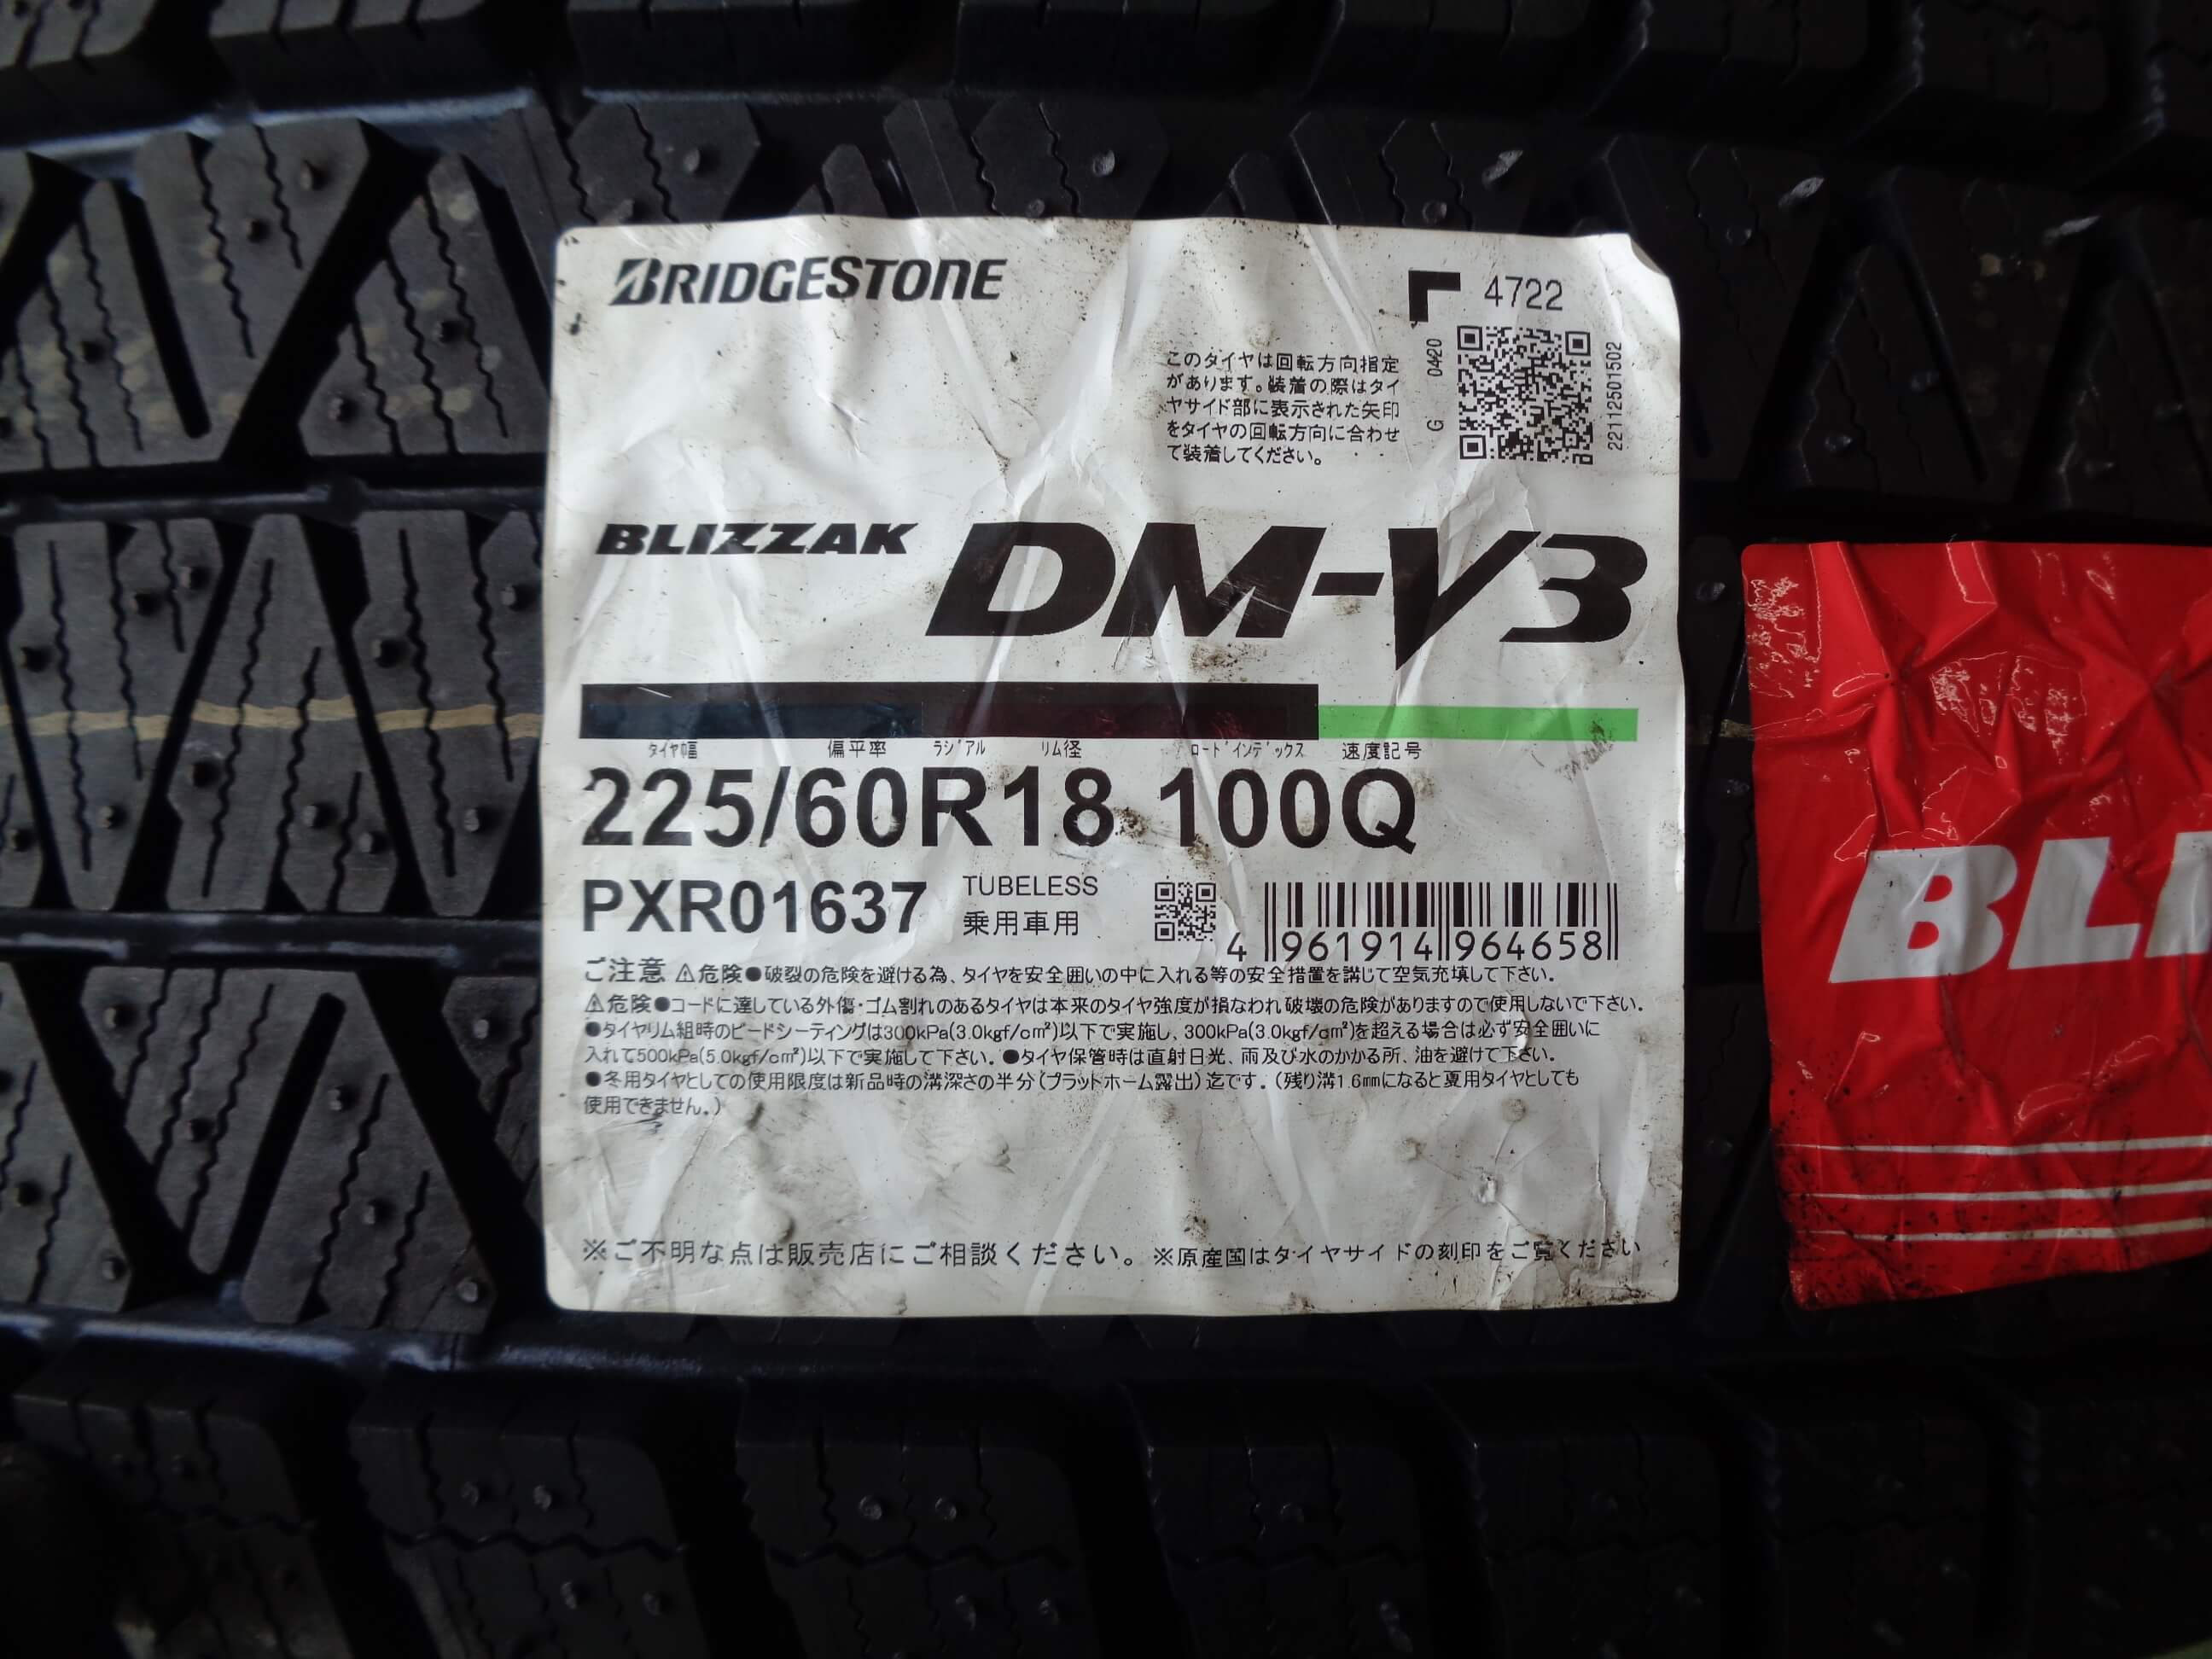 BRIDGESTONE
4722
G 0420
22112501502
このタイヤは回転方向指定
があります。装着の際はタイ
ヤサイド部に表示された矢印
をタイヤの回転方向に合わせ
て装着してください。
BLIZZAK DM-V3
タイヤ幅 偏平率 ラジアル リム径 ロードインデックス 速度記号
225/60R18 100Q
PXR01637 TUBELESS
乗用車用
4 961914 964658
ご注意 ⚠危険●破裂の危険を避ける為、タイヤを安全囲いの中に入れる等の安全措置を講じて空気充填して下さい。
⚠危険●コードに達している外傷・ゴム割れのあるタイヤは本来のタイヤ強度が損なわれ破壊の危険がありますので使用しないで下さい。
●タイヤリム組時のビードシーティングは300kPa(3.0kgf/cm²)以下で実施し、300kPa(3.0kgf/cm²)を超える場合は必ず安全囲いに
入れて500kPa(5.0kgf/cm²)以下で実施して下さい。●タイヤ保管時は直射日光、雨及び水のかかる所、油を避けて下さい。
●冬用タイヤとしての使用限度は新品時の溝深さの半分(プラットホーム露出)迄です。(残り溝1.6mmになると夏用タイヤとしても
使用できません。)
※ご不明な点は販売店にご相談ください。※原産国はタイヤサイドの刻印をご覧ください
BLI